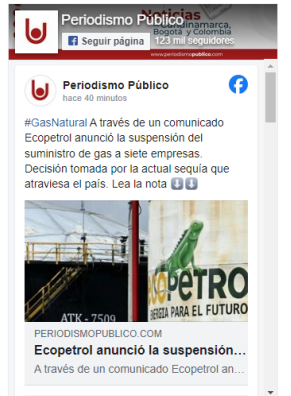 Noticias
Periodismo Público
Cundinamarca,
Bogotá y Colombia
Seguir página
123 mil seguidores
www.periodismopublico.com
Periodismo Público
hace 40 minutos
#GasNatural A través de un comunicado
Ecopetrol anunció la suspensión del
suministro de gas a siete empresas.
Decisión tomada por la actual sequía que
atraviesa el país. Lea la nota ⬇️⬇️
ATK - 7509
COPETRO
ENERGIA PARA EL FUTURO
PERIODISMOPUBLICO.COM
Ecopetrol anunció la suspensión...
A través de un comunicado Ecopetrol an...